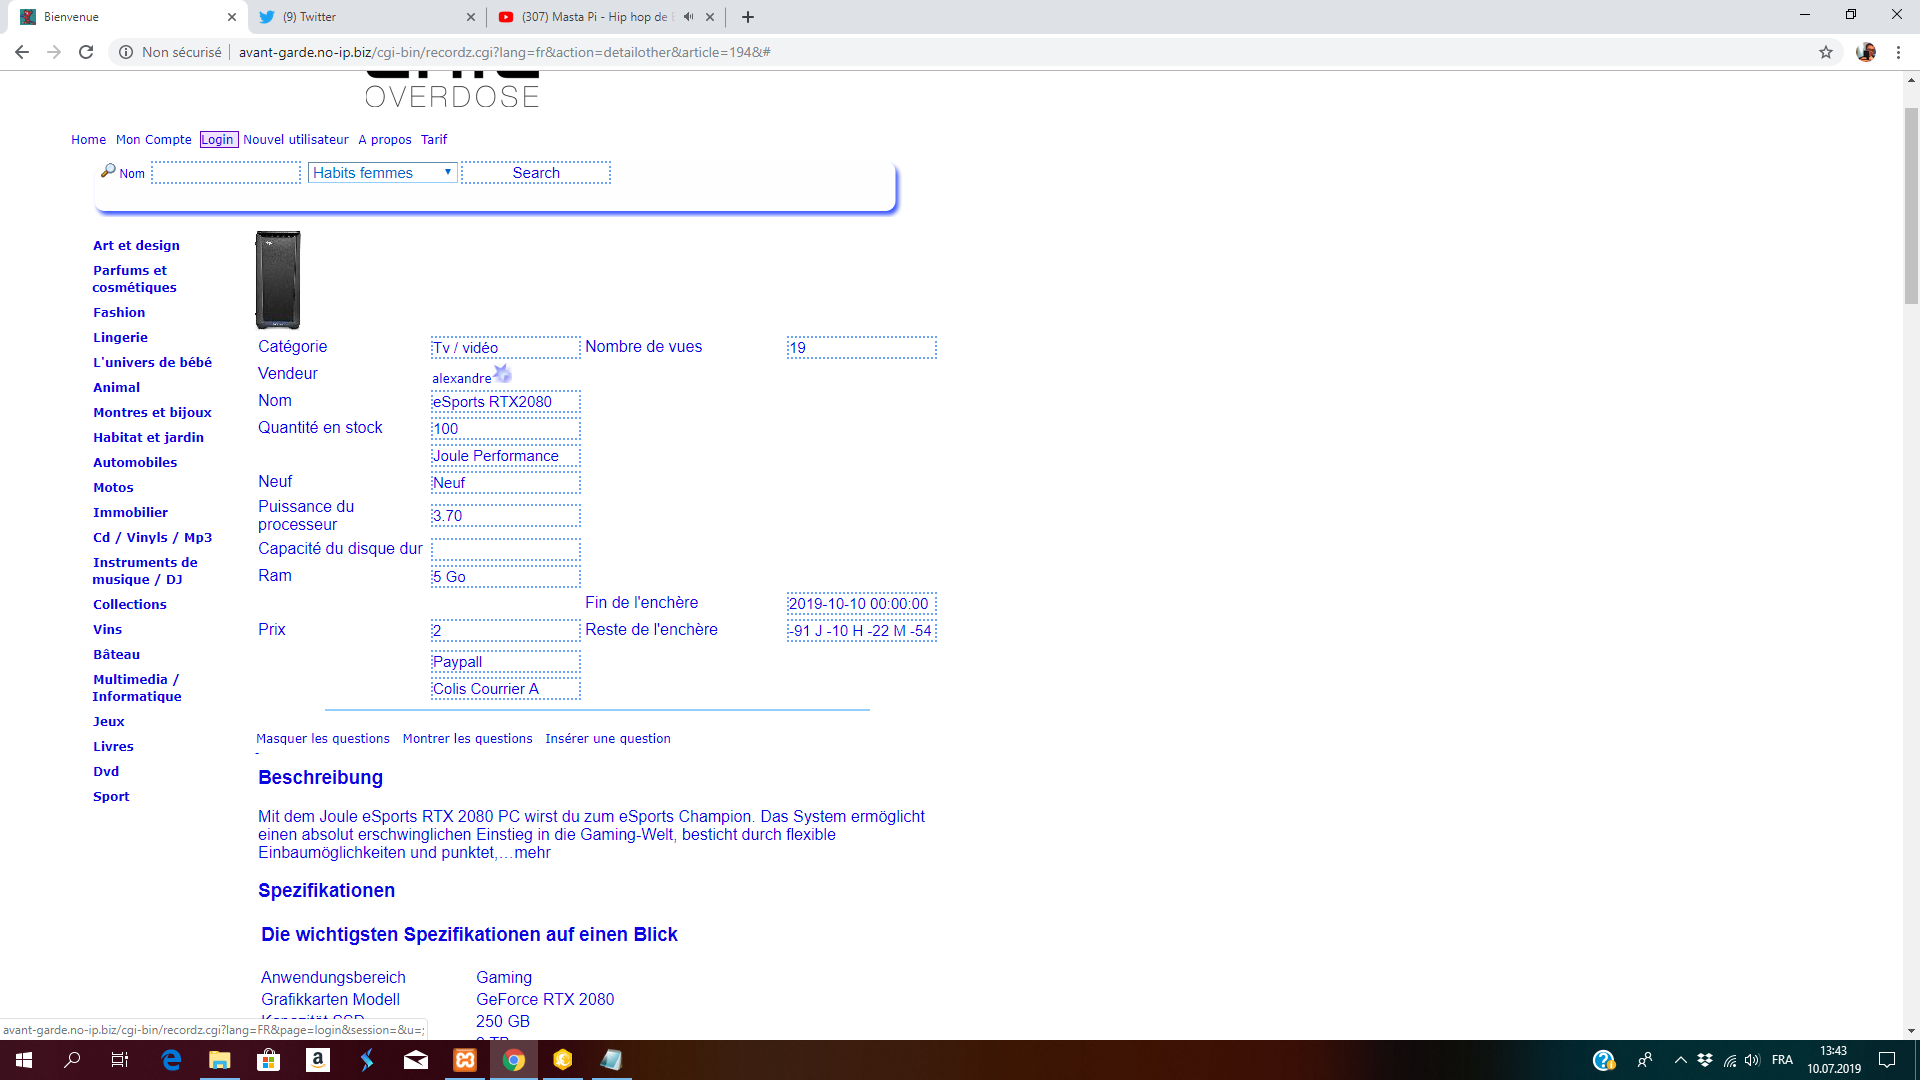 Bienvenue
(9) Twitter
(307) Masta Pi - Hip hop de
Non sécurisé
avant-garde.no-ip.biz/cgi-bin/recordz.cgi?lang=fr&action=detailother&article=194&#
OVERDOSE
Home Mon Compte Login Nouvel utilisateur A propos Tarif
Nom Habits femmes Search
Art et design
Parfums et
cosmétiques
Fashion
Lingerie
L'univers de bébé
Animal
Montres et bijoux
Habitat et jardin
Automobiles
Motos
Immobilier
Cd / Vinyls / Mp3
Instruments de
musique / DJ
Collections
Vins
Bâteau
Multimedia /
Informatique
Jeux
Livres
Dvd
Sport
Catégorie Tv / vidéo Nombre de vues 19
Vendeur alexandre
Nom eSports RTX2080
Quantité en stock 100
Joule Performance
Neuf Neuf
Puissance du
processeur 3.70
Capacité du disque dur
Ram 5 Go
Fin de l'enchère 2019-10-10 00:00:00
Prix 2 Reste de l'enchère -91 J -10 H -22 M -54
Paypall
Colis Courrier A
Masquer les questions Montrer les questions Insérer une question
-
Beschreibung
Mit dem Joule eSports RTX 2080 PC wirst du zum eSports Champion. Das System ermöglicht
einen absolut erschwinglichen Einstieg in die Gaming-Welt, besticht durch flexible
Einbaumöglichkeiten und punktet,…mehr
Spezifikationen
Die wichtigsten Spezifikationen auf einen Blick
Anwendungsbereich Gaming
Grafikkarten Modell GeForce RTX 2080
250 GB
avant-garde.no-ip.biz/cgi-bin/recordz.cgi?lang=FR&page=login&session=&u=;
FRA
13:43
10.07.2019